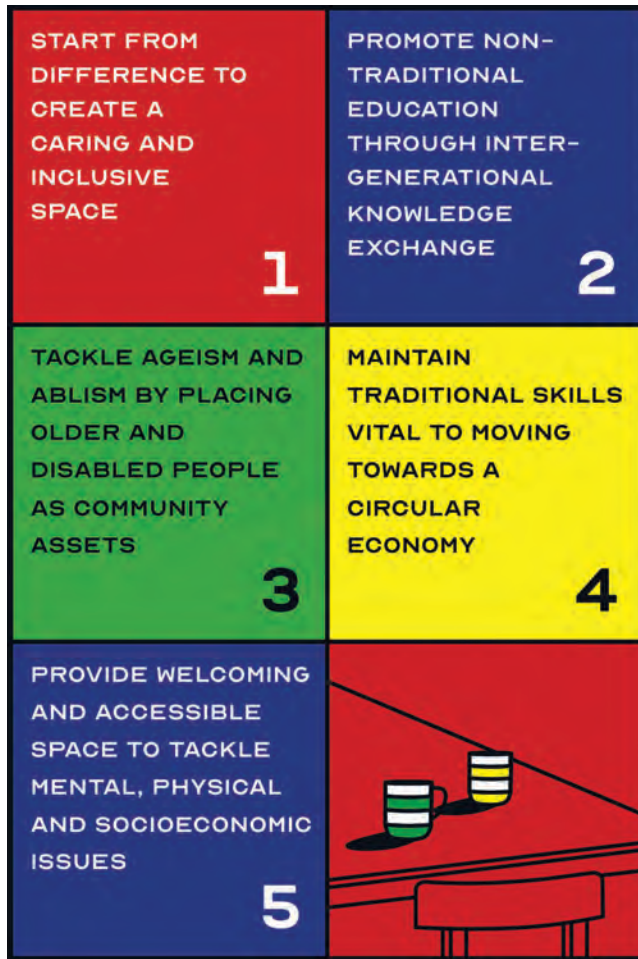 START FROM
DIFFERENCE TO
CREATE A
CARING AND
INCLUSIVE
SPACE
1
PROMOTE NON-
TRADITIONAL
EDUCATION
THROUGH INTER-
GENERATIONAL
KNOWLEDGE
EXCHANGE
2
TACKLE AGEISM AND
ABLISM BY PLACING
OLDER AND
DISABLED PEOPLE
AS COMMUNITY
ASSETS
3
MAINTAIN
TRADITIONAL SKILLS
VITAL TO MOVING
TOWARDS A
CIRCULAR
ECONOMY
4
PROVIDE WELCOMING
AND ACCESSIBLE
SPACE TO TACKLE
MENTAL, PHYSICAL
AND SOCIOECONOMIC
ISSUES
5